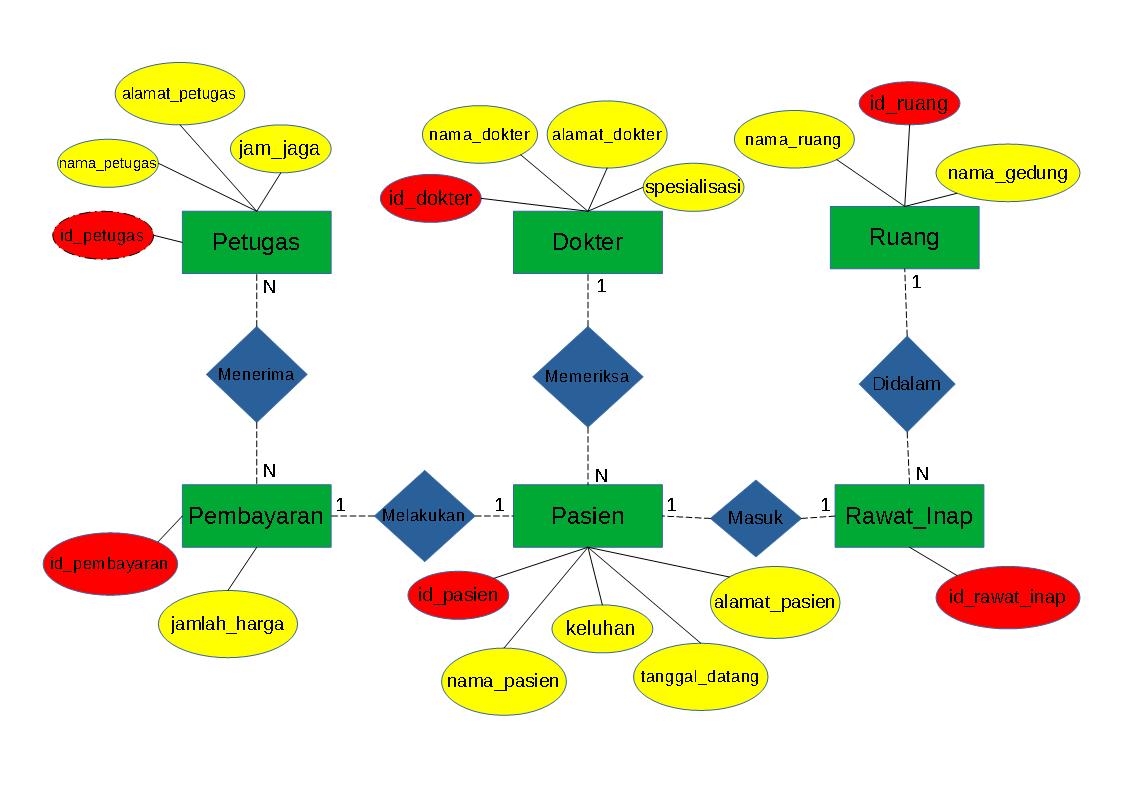 alamat_petugas
nama_petugas
jam_jaga
id_petugas
Petugas
nama_dokter
alamat_dokter
id_dokter
spesialisasi
Dokter
id_ruang
nama_ruang
nama_gedung
Ruang
N
1
1
Menerima
Memeriksa
Didalam
N
N
N
Pembayaran
1
Melakukan
1
Pasien
1
Masuk
1
Rawat_Inap
id_pembayaran
jamlah_harga
id_pasien
keluhan
alamat_pasien
nama_pasien
tanggal_datang
id_rawat_inap